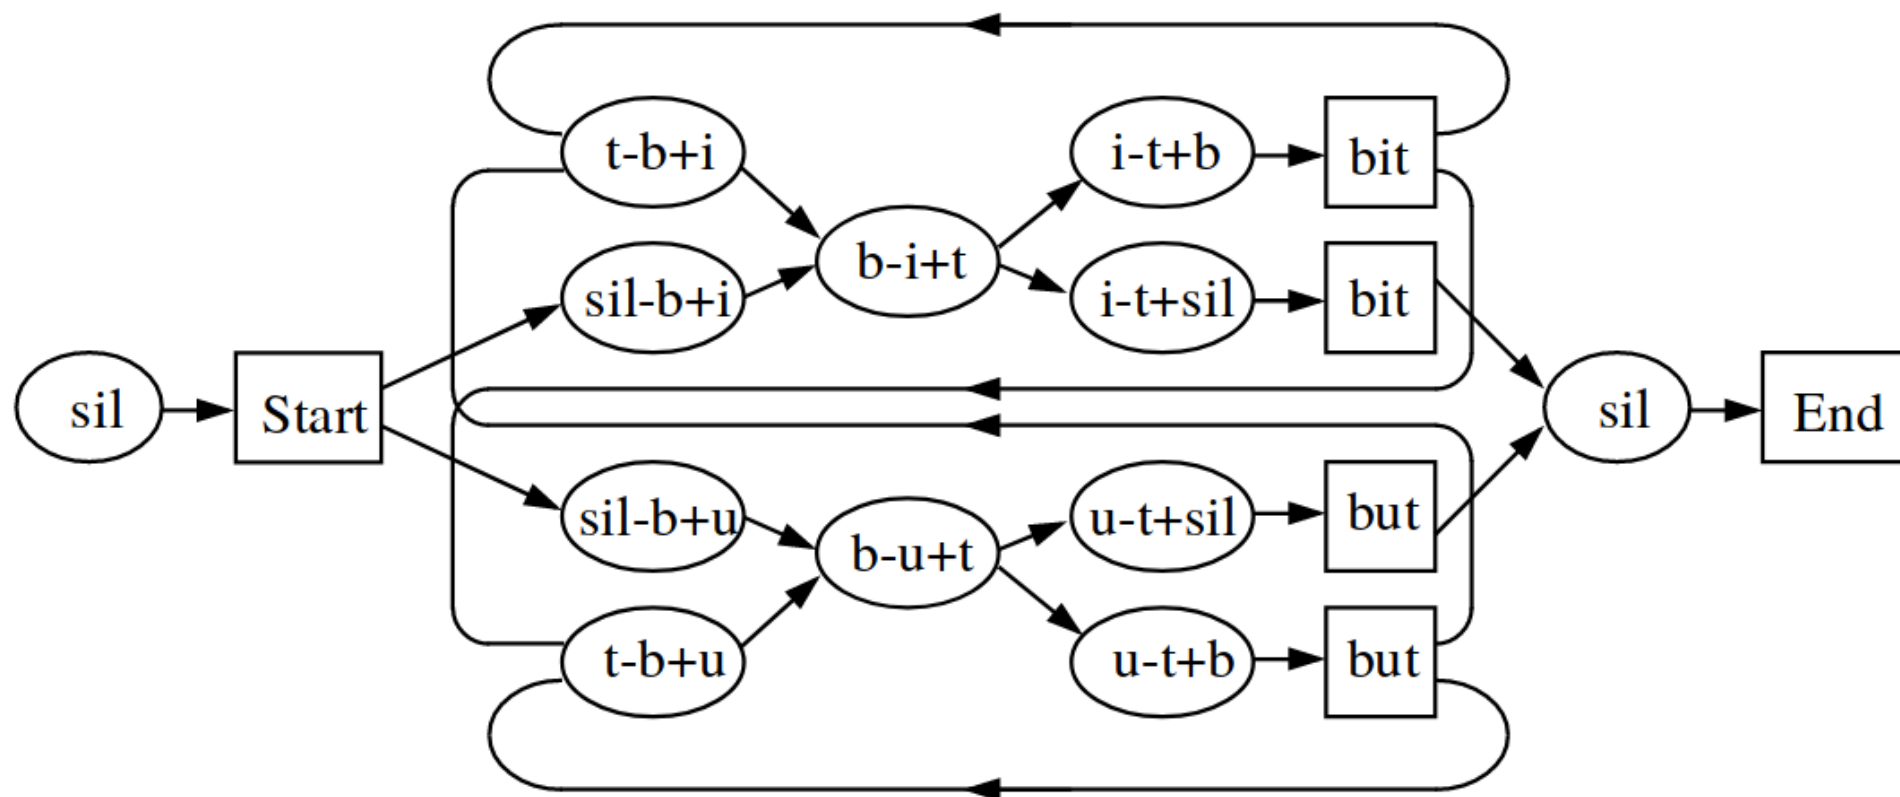 t-b+i
i-t+b
bit
b-i+t
sil-b+i
i-t+sil
bit
sil
Start
sil
End
sil-b+u
u-t+sil
but
b-u+t
t-b+u
u-t+b
but